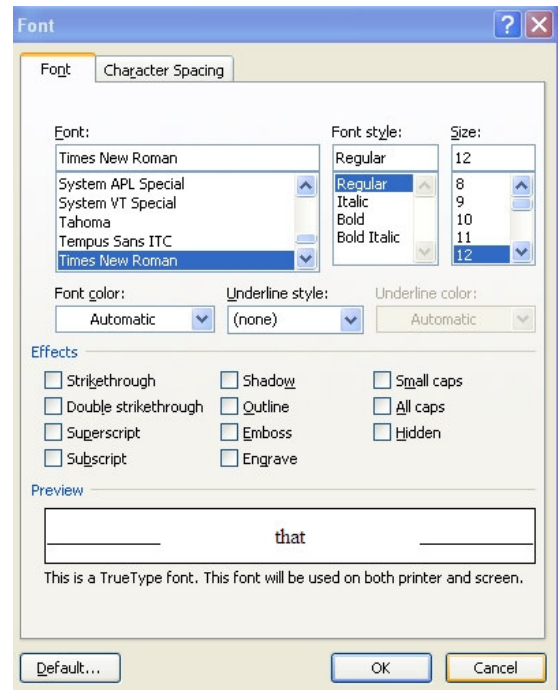 Font
Font Character Spacing
Font: Font style: Size:
Times New Roman Regular 12
System APL Special Regular 8
System VT Special Italic 9
Tahoma Bold 10
Tempus Sans ITC Bold Italic 11
Times New Roman 12
Font color: Underline style: Underline color:
Automatic (none) Automatic
Effects
Strikethrough Shadow Small caps
Double strikethrough Outline All caps
Superscript Emboss Hidden
Subscript Engrave
Preview
that
This is a TrueType font. This font will be used on both printer and screen.
Default... OK Cancel